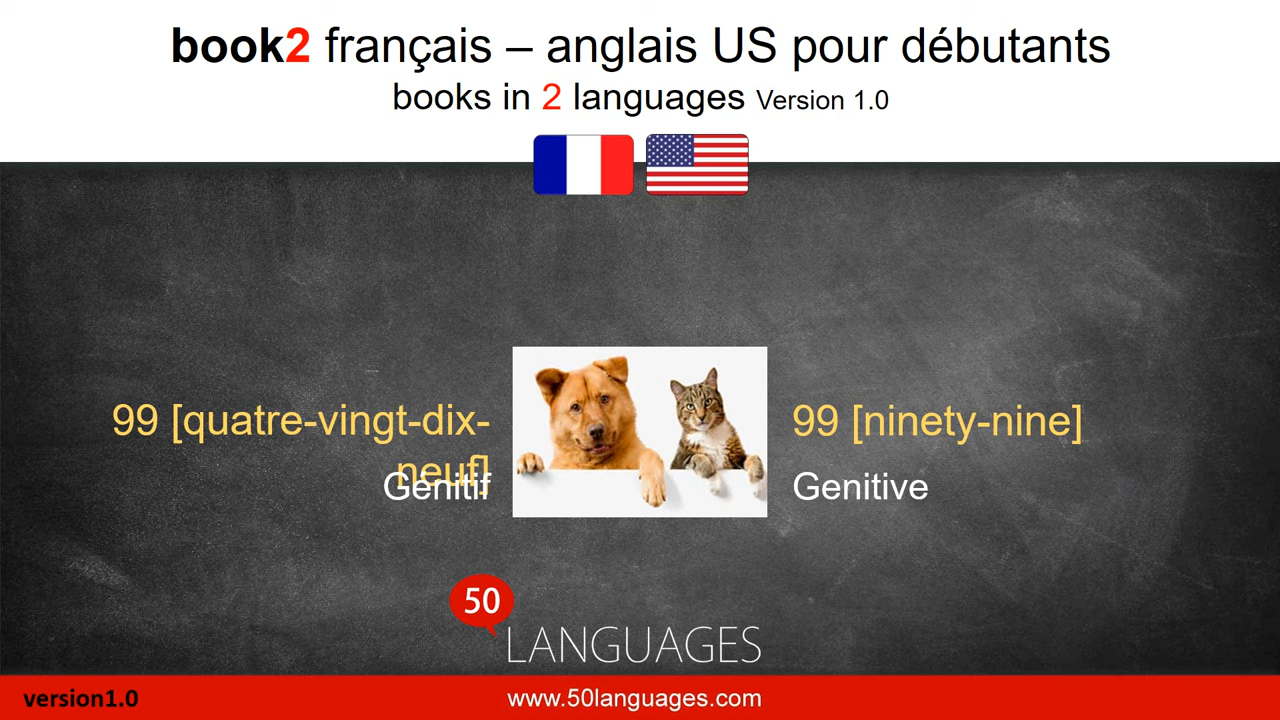 book2 français – anglais US pour débutants
books in 2 languages Version 1.0
99 [quatre-vingt-dix-
neuf]
Génitif
99 [ninety-nine]
Genitive
50
LANGUAGES
version1.0
www.50languages.com